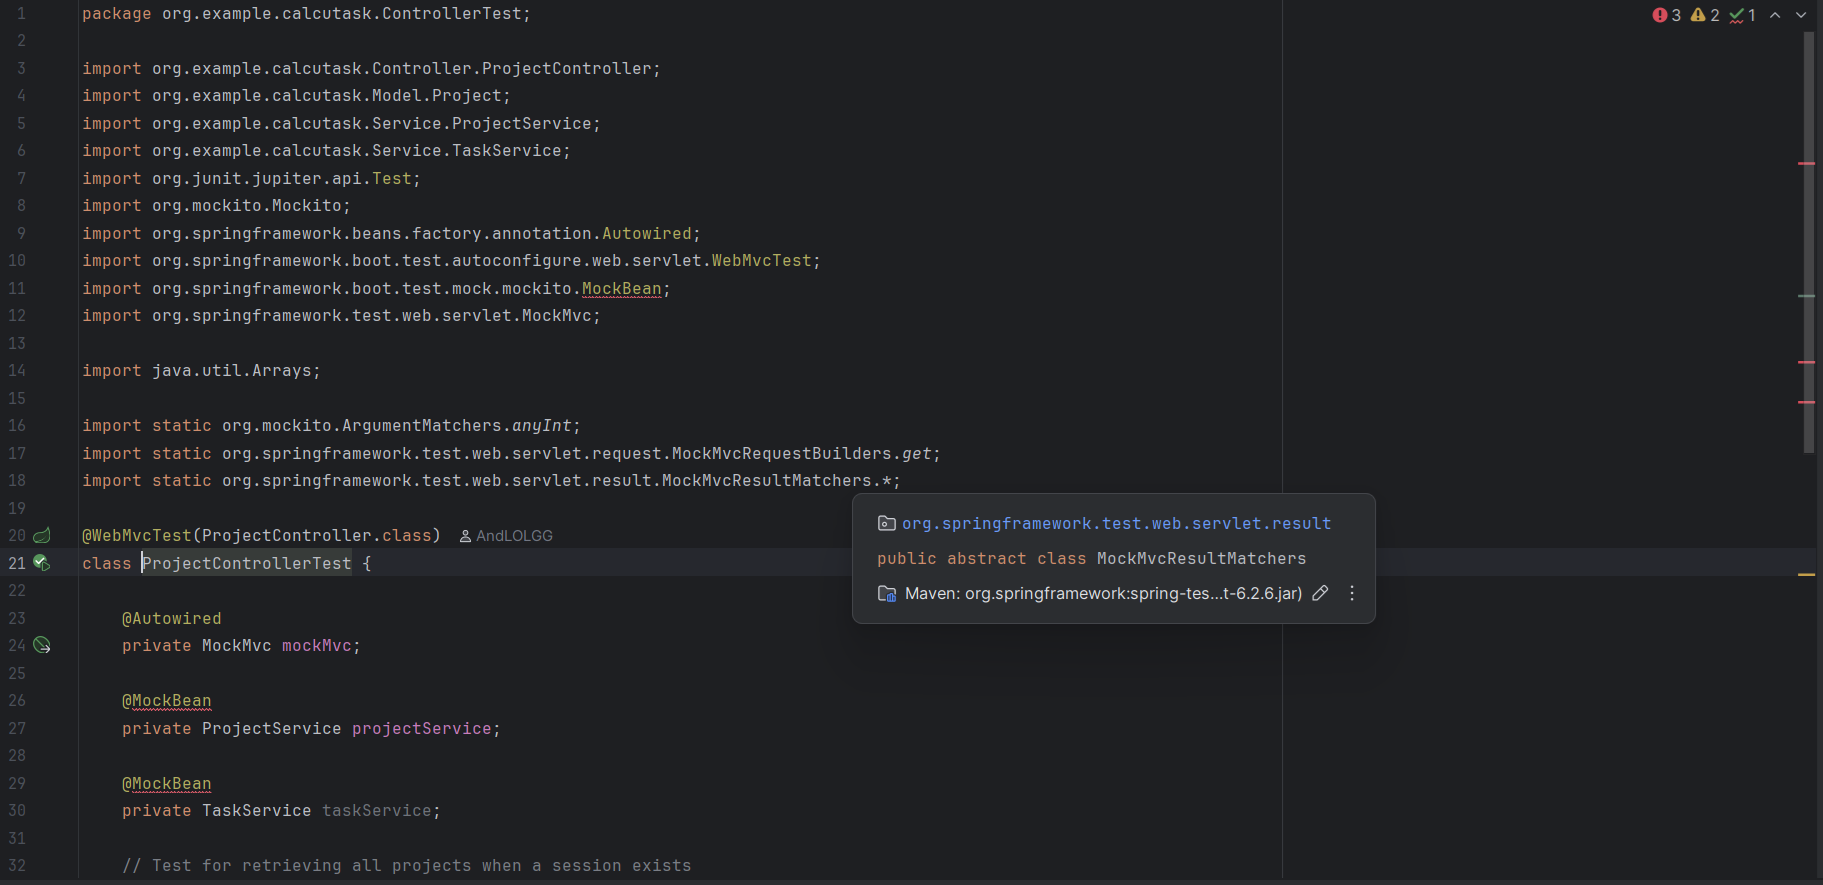 1 package org.example.calcutask.ControllerTest;
3 2 1
2
3 import org.example.calcutask.Controller.ProjectController;
4 import org.example.calcutask.Model.Project;
5 import org.example.calcutask.Service.ProjectService;
6 import org.example.calcutask.Service.TaskService;
7 import org.junit.jupiter.api.Test;
8 import org.mockito.Mockito;
9 import org.springframework.beans.factory.annotation.Autowired;
10 import org.springframework.boot.test.autoconfigure.web.servlet.WebMvcTest;
11 import org.springframework.boot.test.mock.mockito.MockBean;
12 import org.springframework.test.web.servlet.MockMvc;
13
14 import java.util.Arrays;
15
16 import static org.mockito.ArgumentMatchers.anyInt;
17 import static org.springframework.test.web.servlet.request.MockMvcRequestBuilders.get;
18 import static org.springframework.test.web.servlet.result.MockMvcResultMatchers.*;
19
20 @WebMvcTest(ProjectController.class) AndLOLGG
21 class ProjectControllerTest {
22
23 @Autowired
24 private MockMvc mockMvc;
25
26 @MockBean
27 private ProjectService projectService;
28
29 @MockBean
30 private TaskService taskService;
31
32 // Test for retrieving all projects when a session exists
org.springframework.test.web.servlet.result
public abstract class MockMvcResultMatchers
Maven: org.springframework:spring-tes...t-6.2.6.jar)